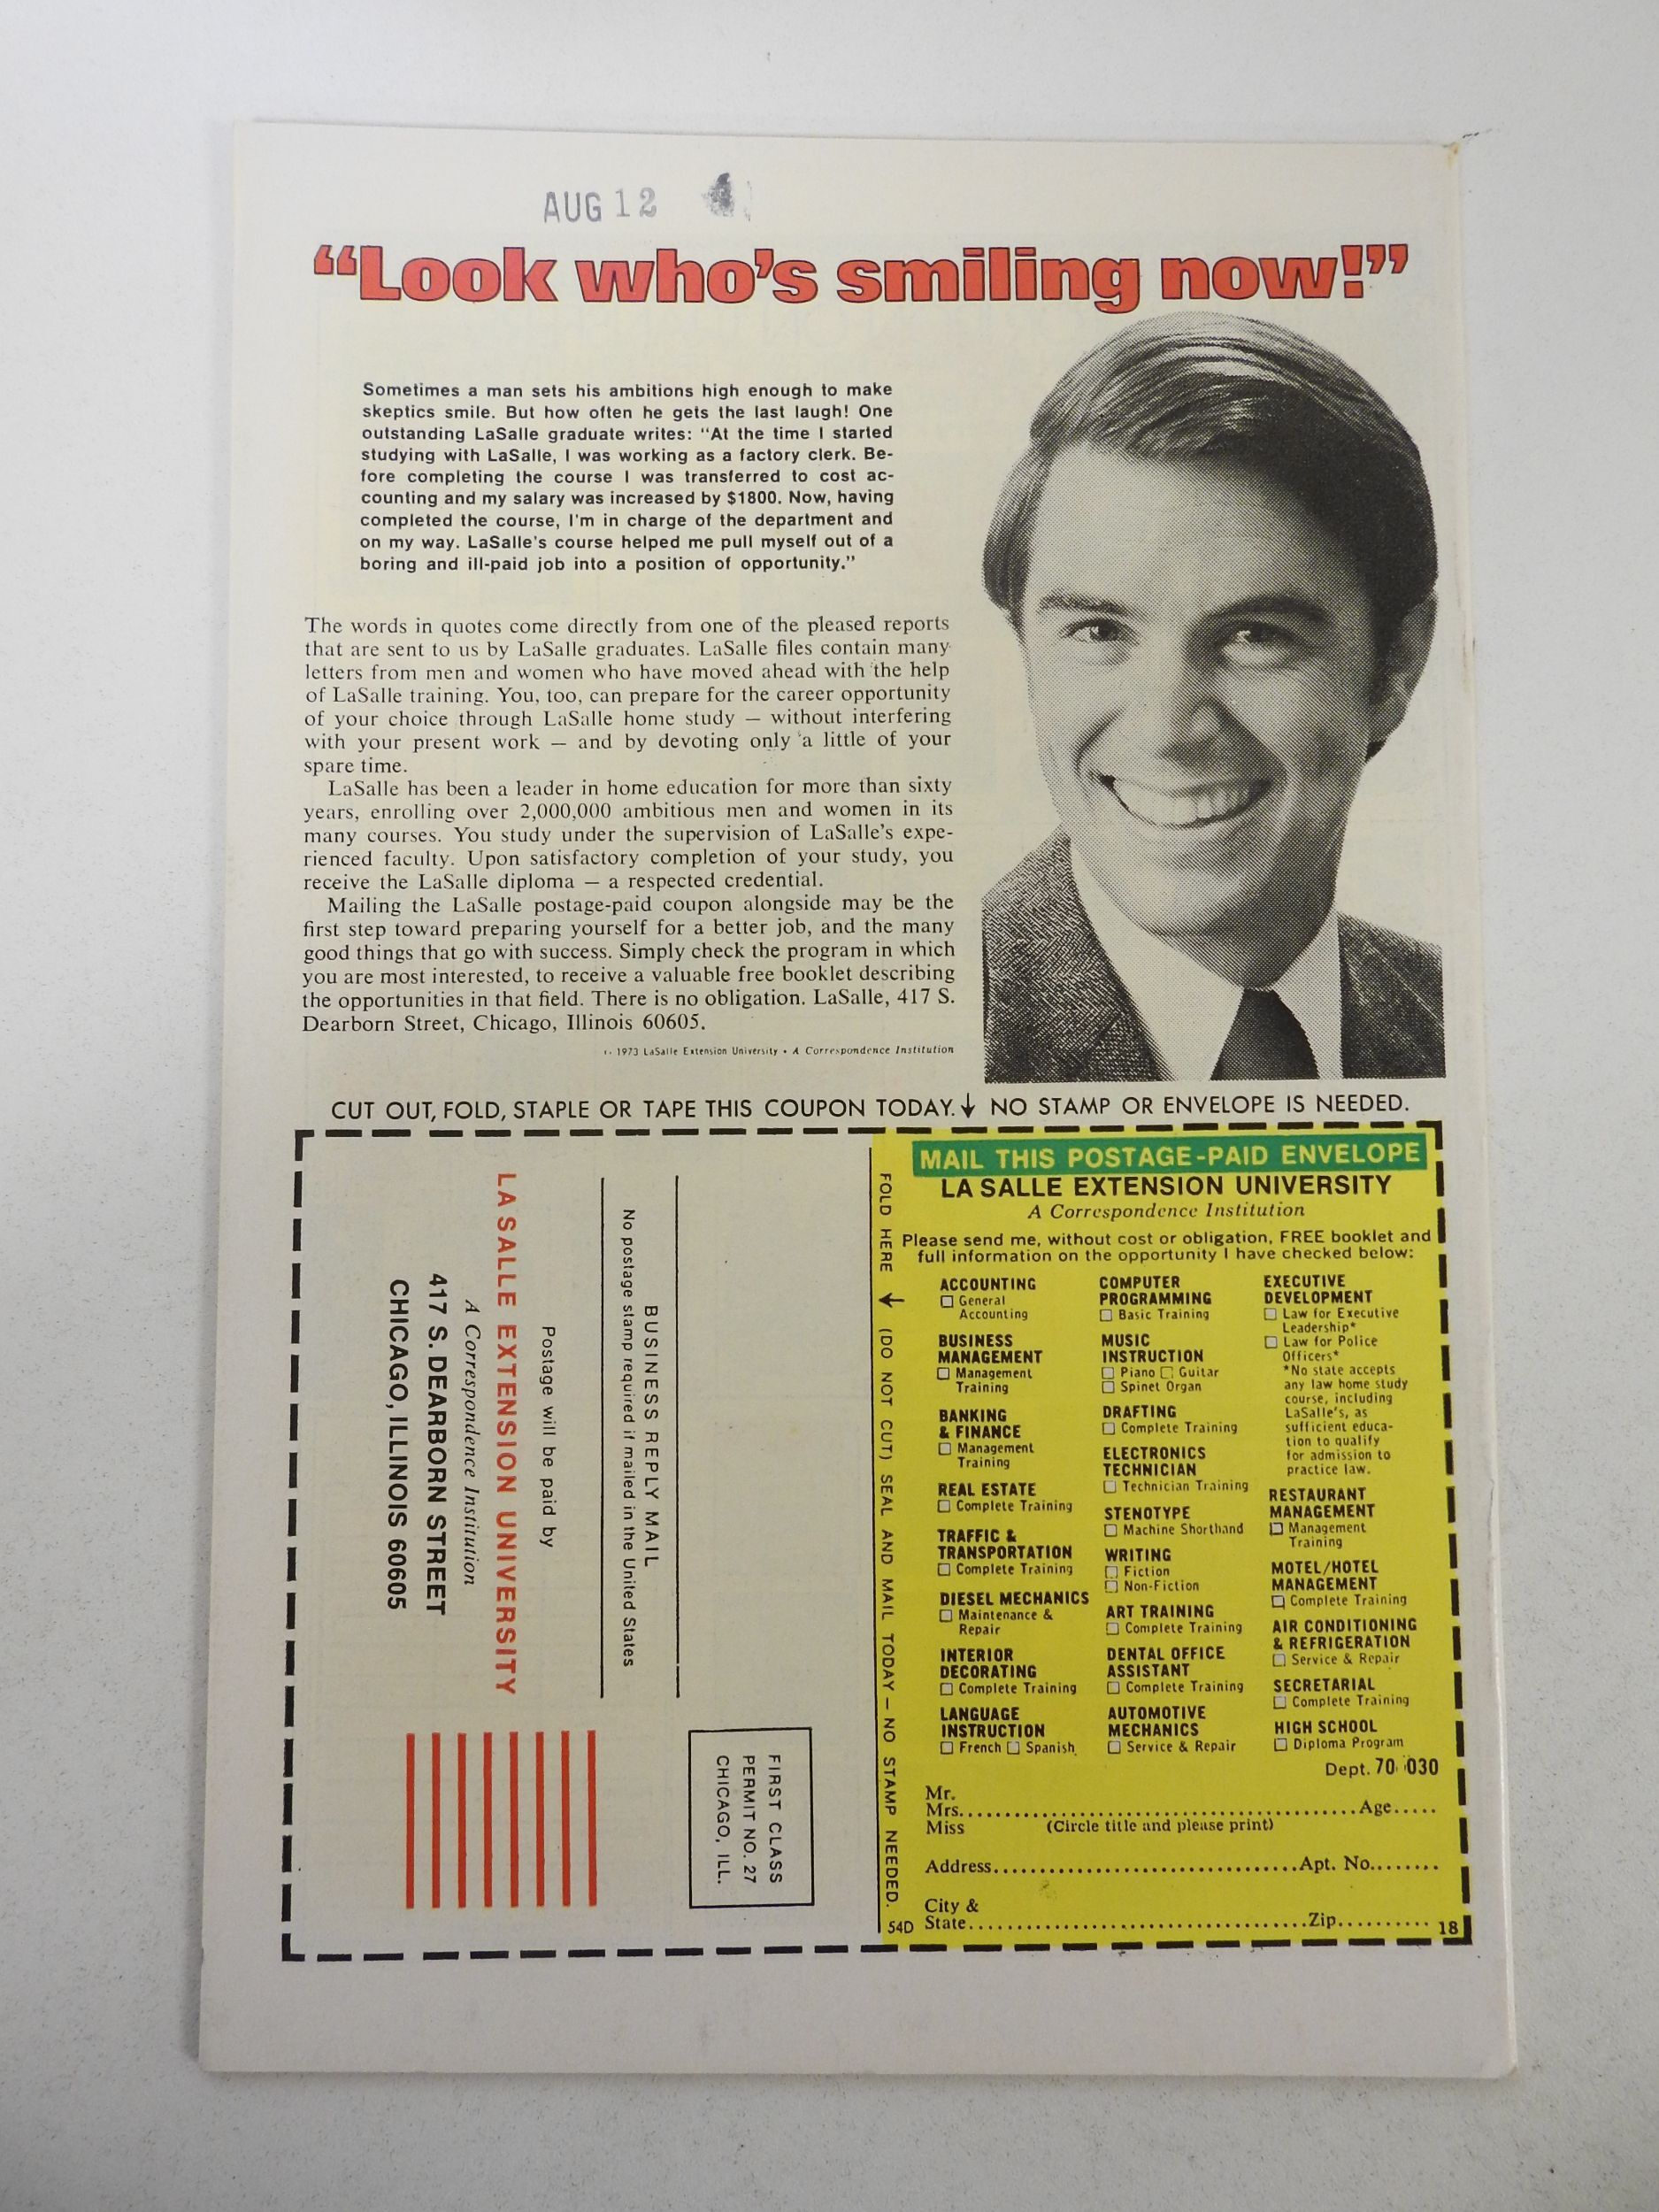 AUG 12
“Look who's smiling now!”
Sometimes a man sets his ambitions high enough to make
skeptics smile. But how often he gets the last laugh! One
outstanding LaSalle graduate writes: “At the time I started
studying with LaSalle, I was working as a factory clerk. Be-
fore completing the course I was transferred to cost ac-
counting and my salary was increased by $1800. Now, having
completed the course, I'm in charge of the department and
on my way. LaSalle's course helped me pull myself out of a
boring and ill-paid job into a position of opportunity.”
The words in quotes come directly from one of the pleased reports
that are sent to us by LaSalle graduates. LaSalle files contain many
letters from men and women who have moved ahead with the help
of LaSalle training. You, too, can prepare for the career opportunity
of your choice through LaSalle home study — without interfering
with your present work — and by devoting only a little of your
spare time.
LaSalle has been a leader in home education for more than sixty
years, enrolling over 2,000,000 ambitious men and women in its
many courses. You study under the supervision of LaSalle's expe-
rienced faculty. Upon satisfactory completion of your study, you
receive the LaSalle diploma — a respected credential.
Mailing the LaSalle postage-paid coupon alongside may be the
first step toward preparing yourself for a better job, and the many
good things that go with success. Simply check the program in which
you are most interested, to receive a valuable free booklet describing
the opportunities in that field. There is no obligation. LaSalle, 417 S.
Dearborn Street, Chicago, Illinois 60605.
1973 LaSalle Extension University • A Correspondence Institution
CUT OUT, FOLD, STAPLE OR TAPE THIS COUPON TODAY. ↓ NO STAMP OR ENVELOPE IS NEEDED.
FIRST CLASS
PERMIT NO. 27
CHICAGO, ILL.
BUSINESS REPLY MAIL
No postage stamp required if mailed in the United States
Postage will be paid by
LA SALLE EXTENSION UNIVERSITY
A Correspondence Institution
417 S. DEARBORN STREET
CHICAGO, ILLINOIS 60605
FOLD HERE → (DO NOT CUT) SEAL AND MAIL TODAY — NO STAMP NEEDED.
MAIL THIS POSTAGE-PAID ENVELOPE
LA SALLE EXTENSION UNIVERSITY
A Correspondence Institution
Please send me, without cost or obligation, FREE booklet and
full information on the opportunity I have checked below:
ACCOUNTING
☐ General
Accounting
BUSINESS
MANAGEMENT
☐ Management
Training
BANKING
& FINANCE
☐ Management
Training
REAL ESTATE
☐ Complete Training
TRAFFIC &
TRANSPORTATION
☐ Complete Training
DIESEL MECHANICS
☐ Maintenance &
Repair
INTERIOR
DECORATING
☐ Complete Training
LANGUAGE
INSTRUCTION
☐ French ☐ Spanish
COMPUTER
PROGRAMMING
☐ Basic Training
MUSIC
INSTRUCTION
☐ Piano ☐ Guitar
☐ Spinet Organ
DRAFTING
☐ Complete Training
ELECTRONICS
TECHNICIAN
☐ Technician Training
STENOTYPE
☐ Machine Shorthand
WRITING
☐ Fiction
☐ Non-Fiction
ART TRAINING
☐ Complete Training
DENTAL OFFICE
ASSISTANT
☐ Complete Training
AUTOMOTIVE
MECHANICS
☐ Service & Repair
EXECUTIVE
DEVELOPMENT
☐ Law for Executive
Leadership*
☐ Law for Police
Officers*
*No state accepts
any law home study
course, including
LaSalle's, as
sufficient educa-
tion to qualify
for admission to
practice law.
RESTAURANT
MANAGEMENT
☐ Management
Training
MOTEL/HOTEL
MANAGEMENT
☐ Complete Training
AIR CONDITIONING
& REFRIGERATION
☐ Service & Repair
SECRETARIAL
☐ Complete Training
HIGH SCHOOL
☐ Diploma Program
Dept. 70-030
Mr.
Mrs. Age
Miss (Circle title and please print)
Address Apt. No.
City &
54D State Zip 18